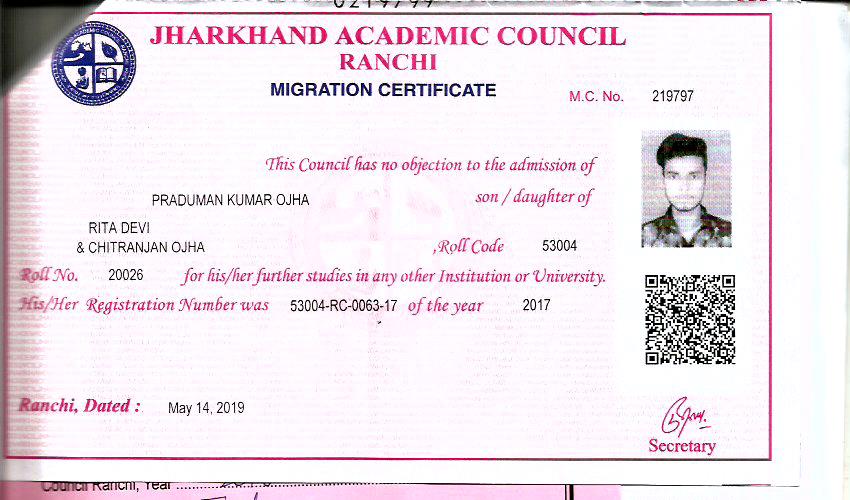 0219799
JHARKHAND ACADEMIC COUNCIL
RANCHI
MIGRATION CERTIFICATE
M.C. No. 219797
This Council has no objection to the admission of
PRADUMAN KUMAR OJHA son / daughter of
RITA DEVI
& CHITRANJAN OJHA ,Roll Code 53004
Roll No. 20026 for his/her further studies in any other Institution or University.
His/Her Registration Number was 53004-RC-0063-17 of the year 2017
Ranchi, Dated : May 14, 2019
Secretary
Council Ranchi, Year